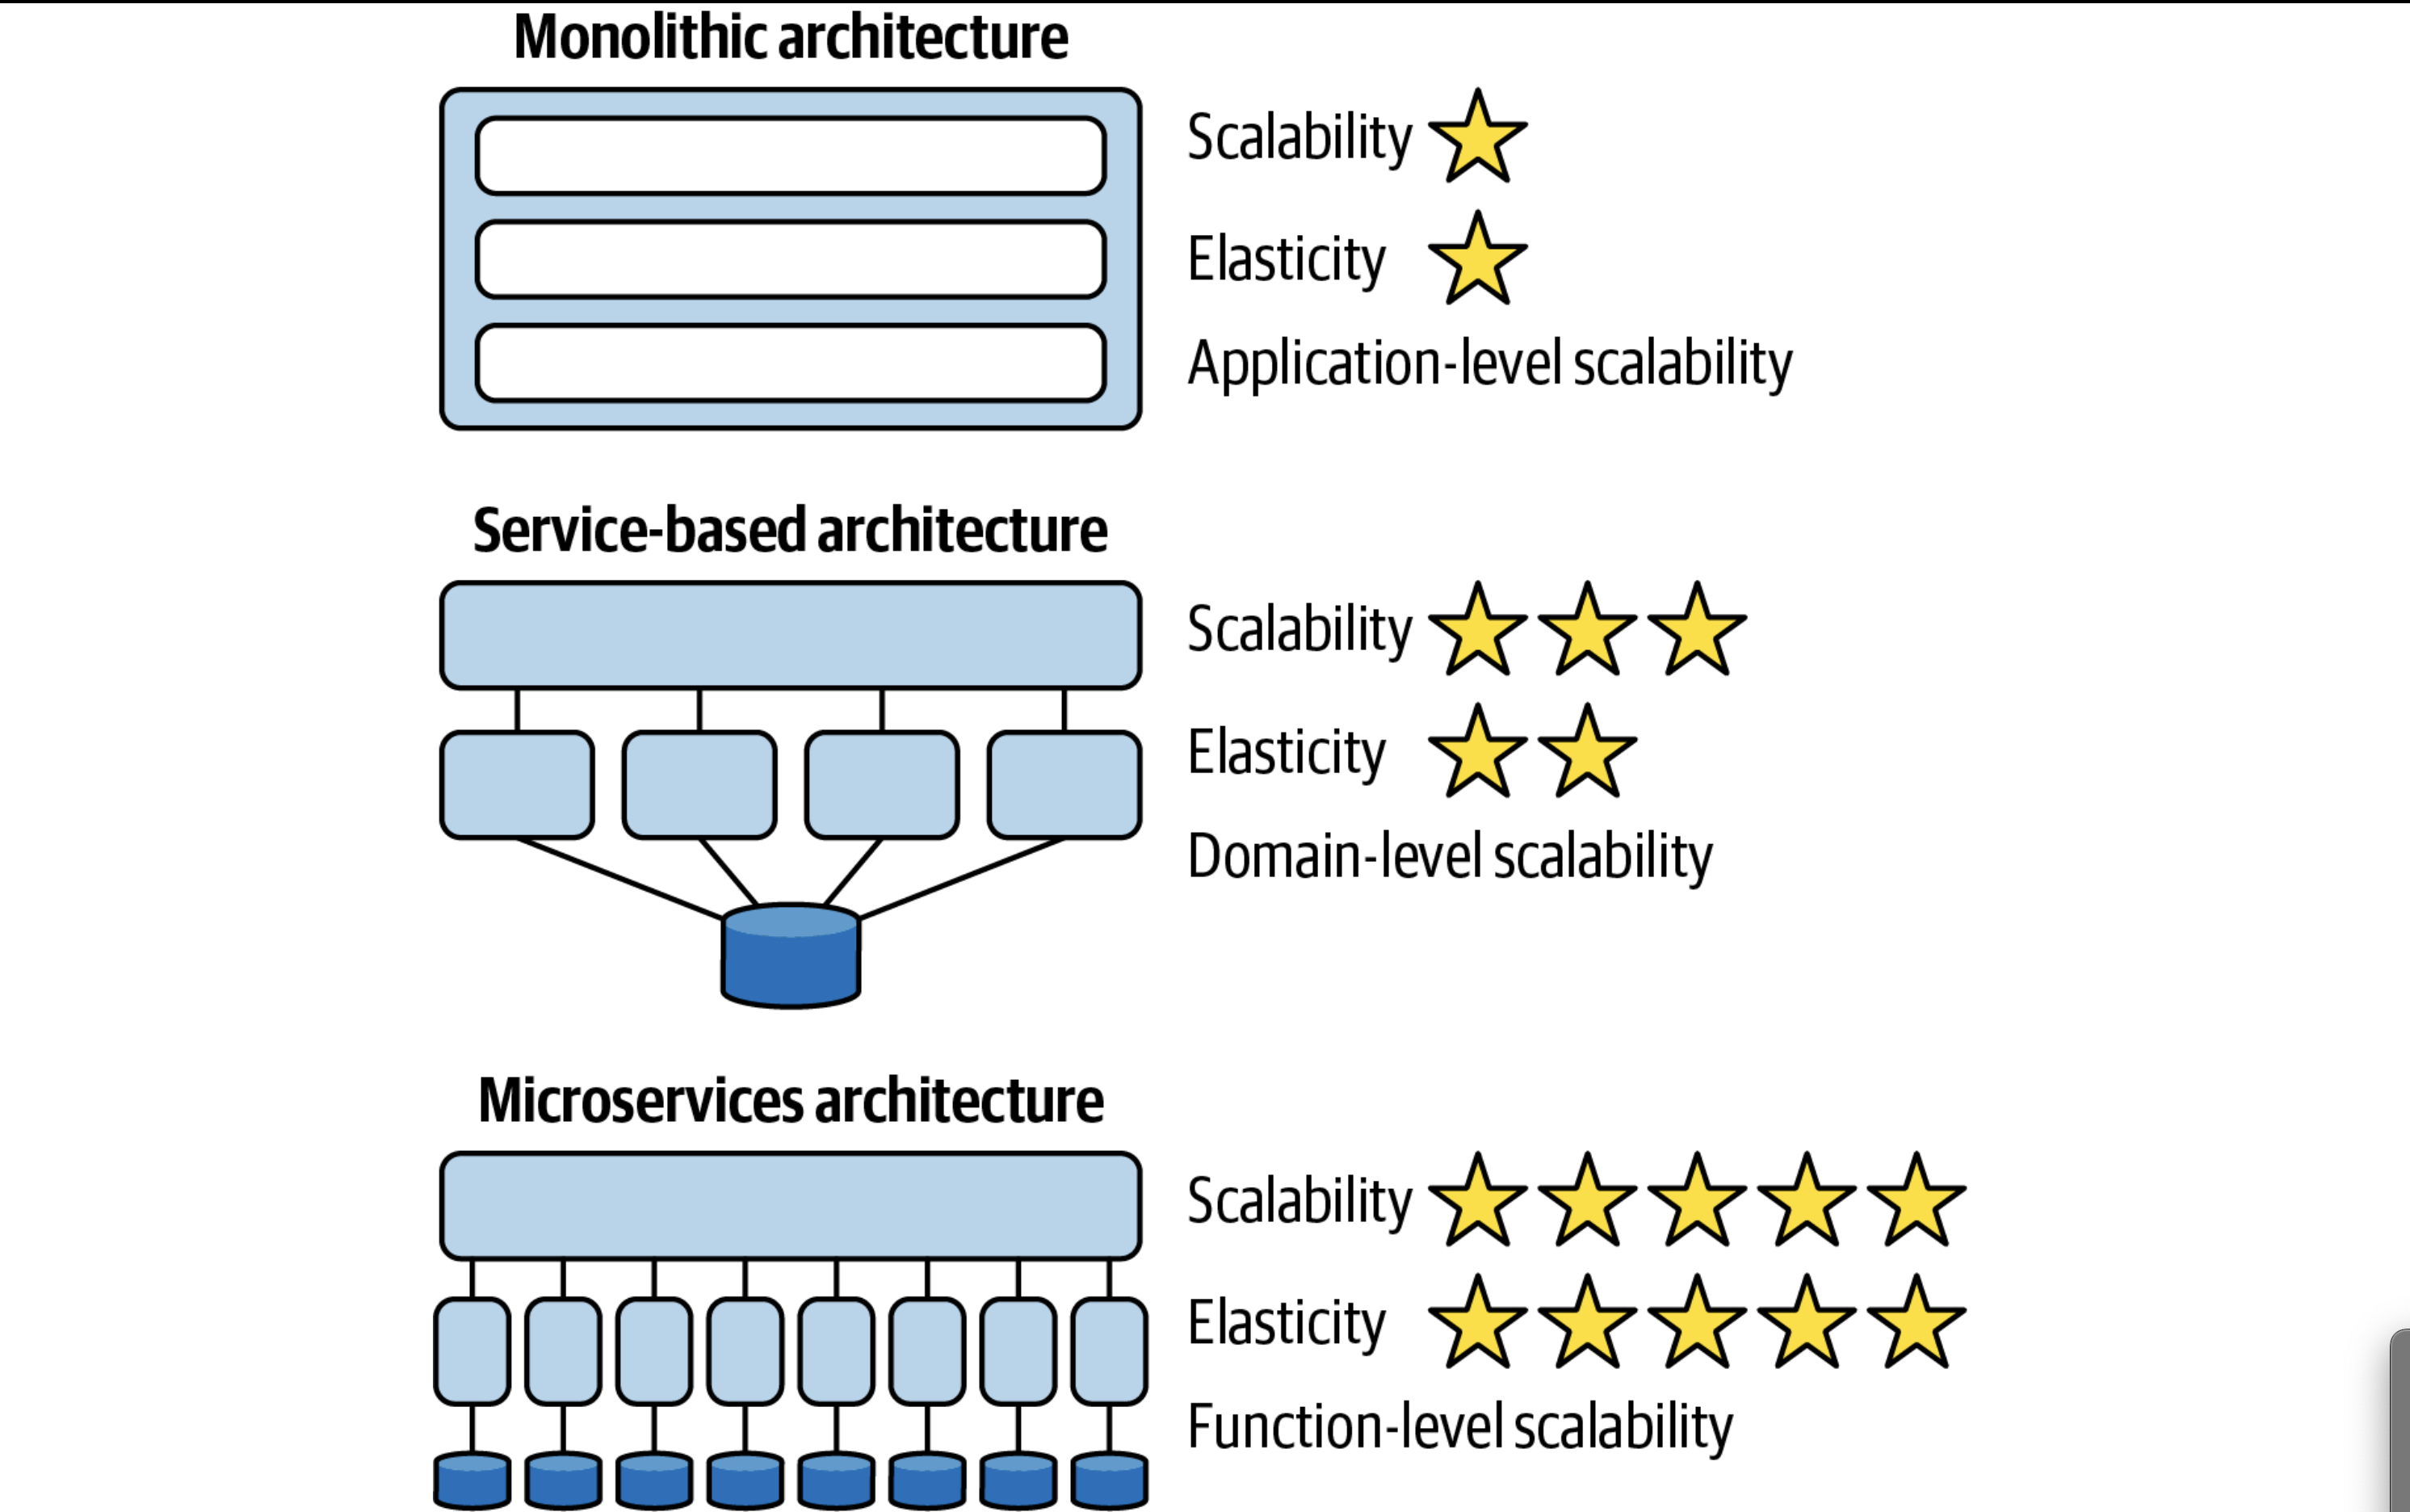 Monolithic architecture
Scalability
Elasticity
Application-level scalability
Service-based architecture
Scalability
Elasticity
Domain-level scalability
Microservices architecture
Scalability
Elasticity
Function-level scalability